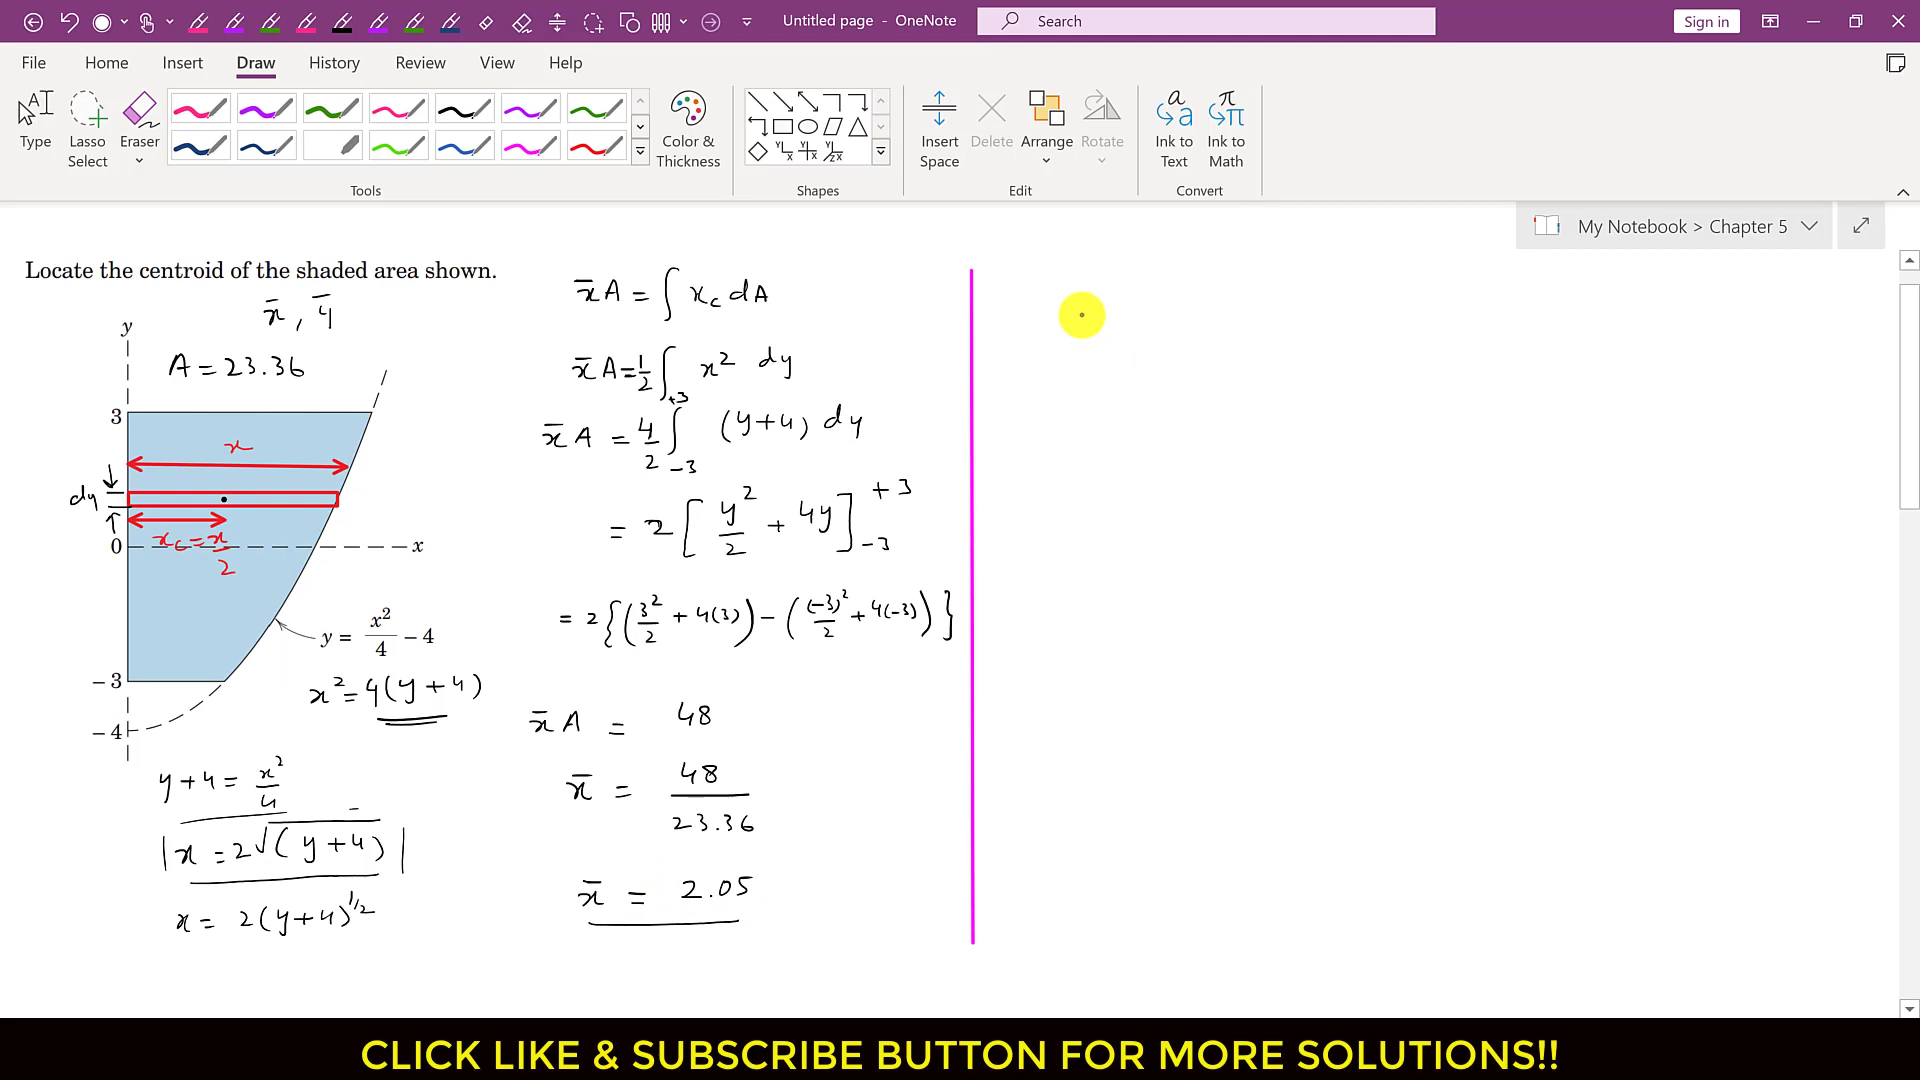 Untitled page - OneNote
Search
Sign in
File Home Insert Draw History Review View Help
Type
Lasso Select
Eraser
Color & Thickness
Insert Space
Delete
Arrange
Rotate
Ink to Text
Ink to Math
Tools
Shapes
Edit
Convert
My Notebook > Chapter 5
Locate the centroid of the shaded area shown.
x̄, ȳ
A = 23.36
y
3
x
dy
x_c = x/2
0
x
y = x²/4 − 4
−3
x² = 4(y+4)
−4
y+4 = x²/4
x = 2√(y+4)
x = 2(y+4)^1/2
x̄A = ∫ x_c dA
x̄A = 1/2 ∫ x² dy
x̄A = 4/2 ∫_−3^+3 (y+4) dy
= 2 [y²/2 + 4y]_−3^+3
= 2{(3²/2 + 4(3)) − ((−3)²/2 + 4(−3))}
x̄A = 48
x̄ = 48/23.36
x̄ = 2.05
CLICK LIKE & SUBSCRIBE BUTTON FOR MORE SOLUTIONS!!